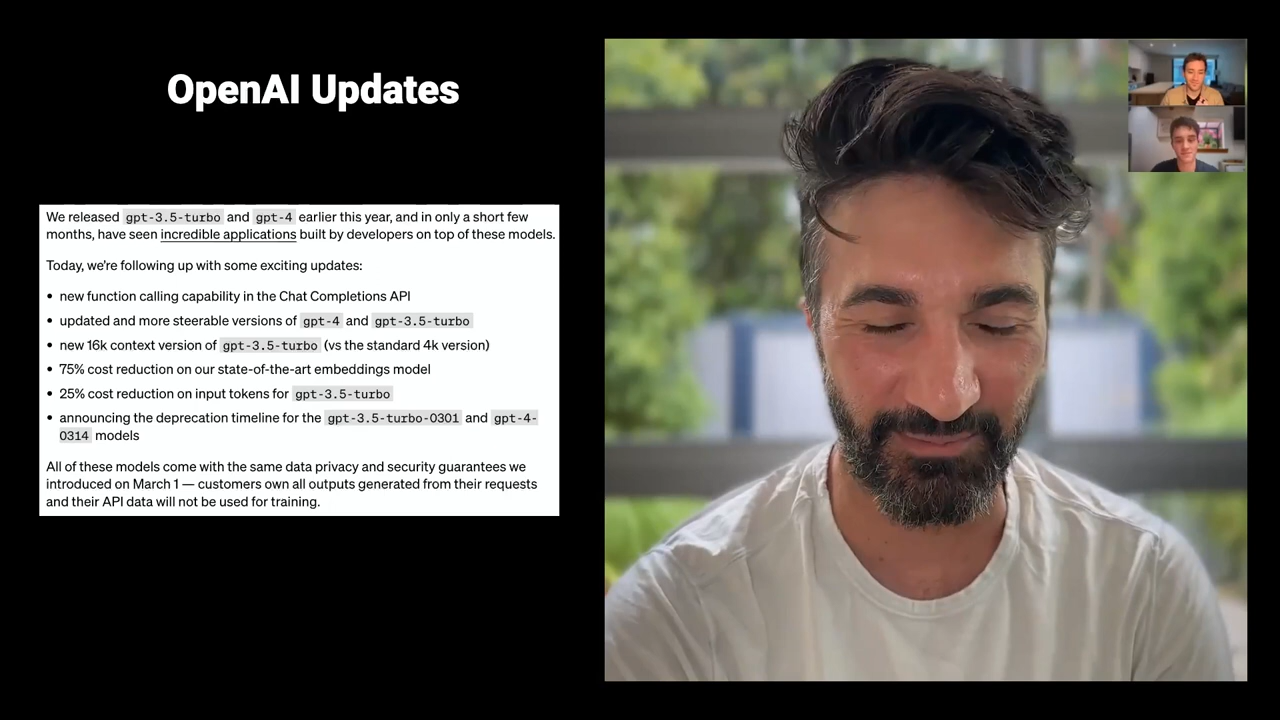 OpenAI Updates
We released gpt-3.5-turbo and gpt-4 earlier this year, and in only a short few
months, have seen incredible applications built by developers on top of these models.
Today, we're following up with some exciting updates:
• new function calling capability in the Chat Completions API
• updated and more steerable versions of gpt-4 and gpt-3.5-turbo
• new 16k context version of gpt-3.5-turbo (vs the standard 4k version)
• 75% cost reduction on our state-of-the-art embeddings model
• 25% cost reduction on input tokens for gpt-3.5-turbo
• announcing the deprecation timeline for the gpt-3.5-turbo-0301 and gpt-4-
0314 models
All of these models come with the same data privacy and security guarantees we
introduced on March 1 — customers own all outputs generated from their requests
and their API data will not be used for training.